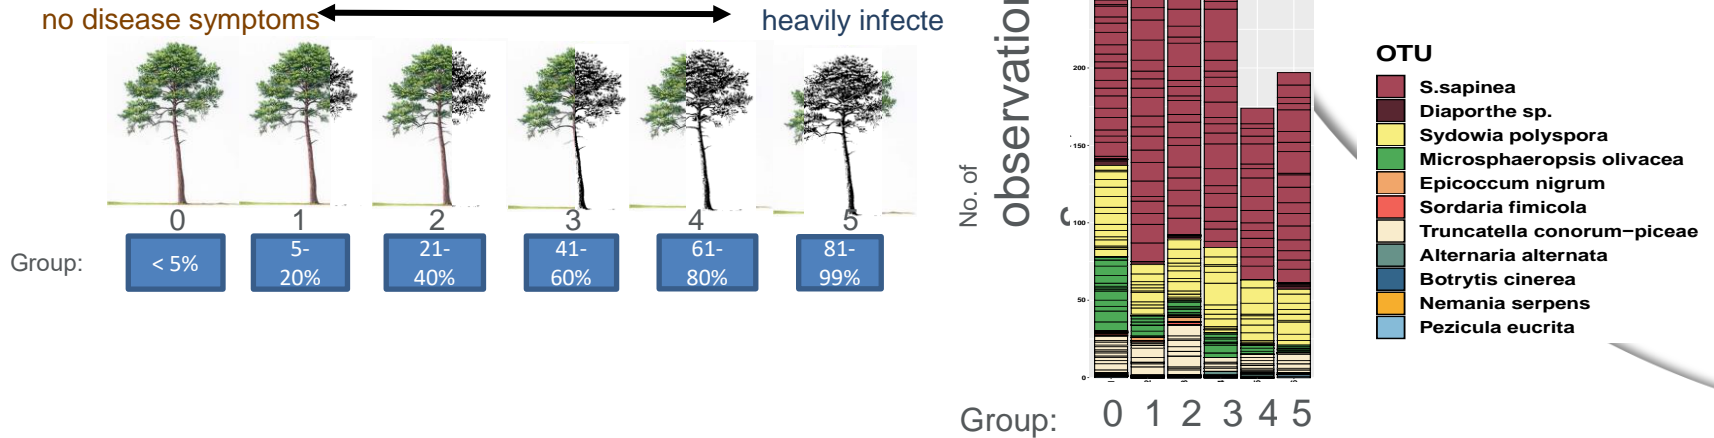 no disease symptoms
heavily infecte
0 1 2 3 4 5
Group:
< 5%
5-
20%
21-
40%
41-
60%
61-
80%
81-
99%
No. of
observation
200
150
100
50
0
Group: 0 1 2 3 4 5
OTU
S.sapinea
Diaporthe sp.
Sydowia polyspora
Microsphaeropsis olivacea
Epicoccum nigrum
Sordaria fimicola
Truncatella conorum−piceae
Alternaria alternata
Botrytis cinerea
Nemania serpens
Pezicula eucrita